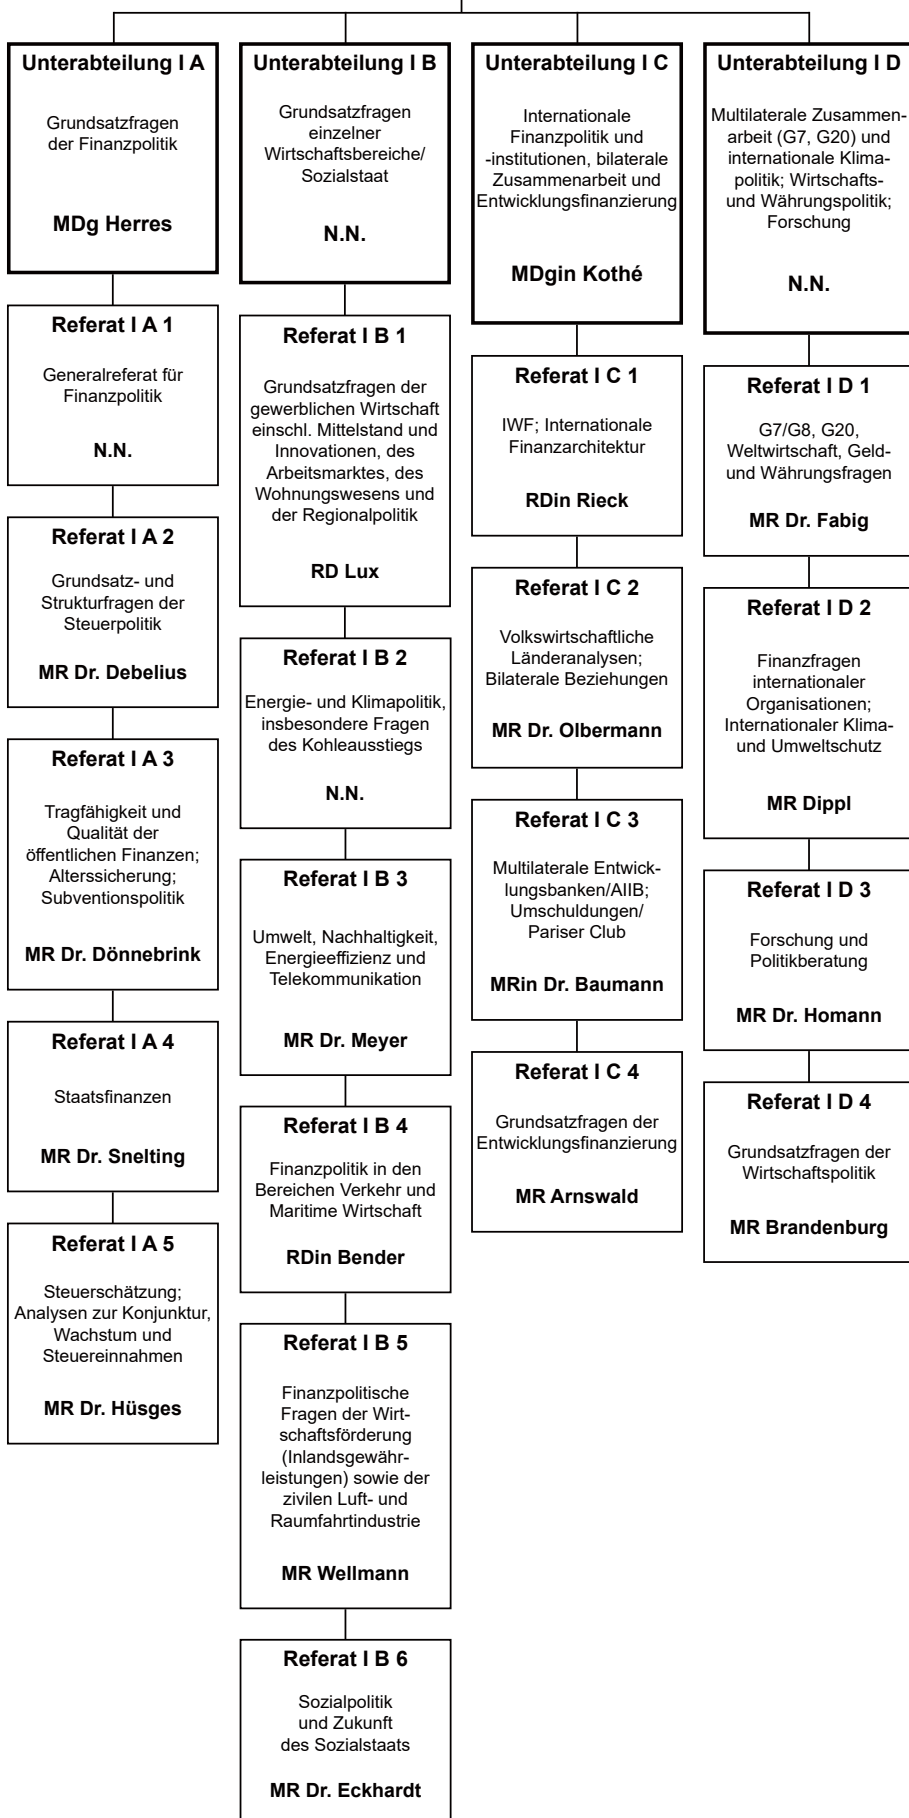 Unterabteilung I A
Grundsatzfragen
der Finanzpolitik
MDg Herres
Referat I A 1
Generalreferat für
Finanzpolitik
N.N.
Referat I A 2
Grundsatz- und
Strukturfragen der
Steuerpolitik
MR Dr. Debelius
Referat I A 3
Tragfähigkeit und
Qualität der
öffentlichen Finanzen;
Alterssicherung;
Subventionspolitik
MR Dr. Dönnebrink
Referat I A 4
Staatsfinanzen
MR Dr. Snelting
Referat I A 5
Steuerschätzung;
Analysen zur Konjunktur,
Wachstum und
Steuereinnahmen
MR Dr. Hüsges
Unterabteilung I B
Grundsatzfragen
einzelner
Wirtschaftsbereiche/
Sozialstaat
N.N.
Referat I B 1
Grundsatzfragen der
gewerblichen Wirtschaft
einschl. Mittelstand und
Innovationen, des
Arbeitsmarktes, des
Wohnungswesens und
der Regionalpolitik
RD Lux
Referat I B 2
Energie- und Klimapolitik,
insbesondere Fragen
des Kohleausstiegs
N.N.
Referat I B 3
Umwelt, Nachhaltigkeit,
Energieeffizienz und
Telekommunikation
MR Dr. Meyer
Referat I B 4
Finanzpolitik in den
Bereichen Verkehr und
Maritime Wirtschaft
RDin Bender
Referat I B 5
Finanzpolitische
Fragen der Wirt-
schaftsförderung
(Inlandsgewähr-
leistungen) sowie der
zivilen Luft- und
Raumfahrtindustrie
MR Wellmann
Referat I B 6
Sozialpolitik
und Zukunft
des Sozialstaats
MR Dr. Eckhardt
Unterabteilung I C
Internationale
Finanzpolitik und
-institutionen, bilaterale
Zusammenarbeit und
Entwicklungsfinanzierung
MDgin Kothé
Referat I C 1
IWF; Internationale
Finanzarchitektur
RDin Rieck
Referat I C 2
Volkswirtschaftliche
Länderanalysen;
Bilaterale Beziehungen
MR Dr. Olbermann
Referat I C 3
Multilaterale Entwick-
lungsbanken/AIIB;
Umschuldungen/
Pariser Club
MRin Dr. Baumann
Referat I C 4
Grundsatzfragen der
Entwicklungsfinanzierung
MR Arnswald
Unterabteilung I D
Multilaterale Zusammen-
arbeit (G7, G20) und
internationale Klima-
politik; Wirtschafts-
und Währungspolitik;
Forschung
N.N.
Referat I D 1
G7/G8, G20,
Weltwirtschaft, Geld-
und Währungsfragen
MR Dr. Fabig
Referat I D 2
Finanzfragen
internationaler
Organisationen;
Internationaler Klima-
und Umweltschutz
MR Dippl
Referat I D 3
Forschung und
Politikberatung
MR Dr. Homann
Referat I D 4
Grundsatzfragen der
Wirtschaftspolitik
MR Brandenburg